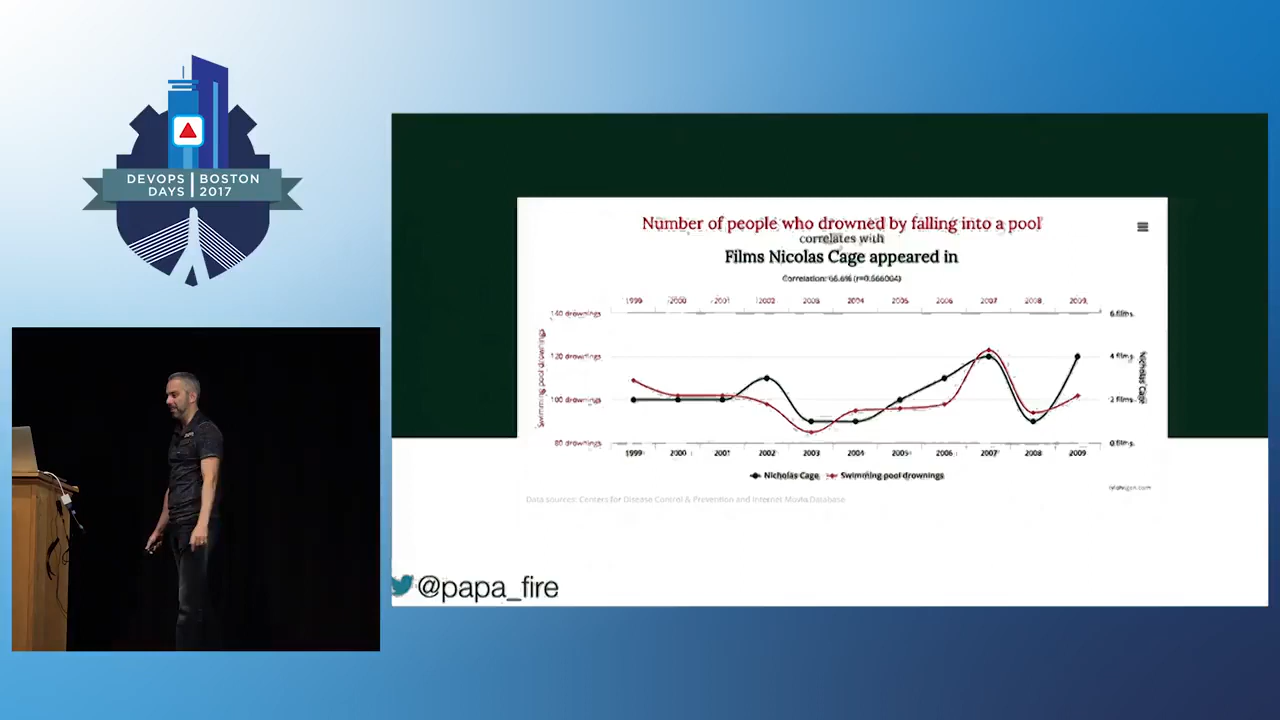 DEVOPS DAYS | BOSTON 2017
Number of people who drowned by falling into a pool
correlates with
Films Nicolas Cage appeared in
Correlation: 66.6% (r=0.666004)
1999 2000 2001 2002 2003 2004 2005 2006 2007 2008 2009
140 drownings
6 films
120 drownings
4 films
100 drownings
2 films
80 drownings
0 films
Swimming pool drownings
Nicholas Cage
1999 2000 2001 2002 2003 2004 2005 2006 2007 2008 2009
Nicholas Cage Swimming pool drownings
tylervigen.com
Data sources: Centers for Disease Control & Prevention and Internet Movie Database
@papa_fire